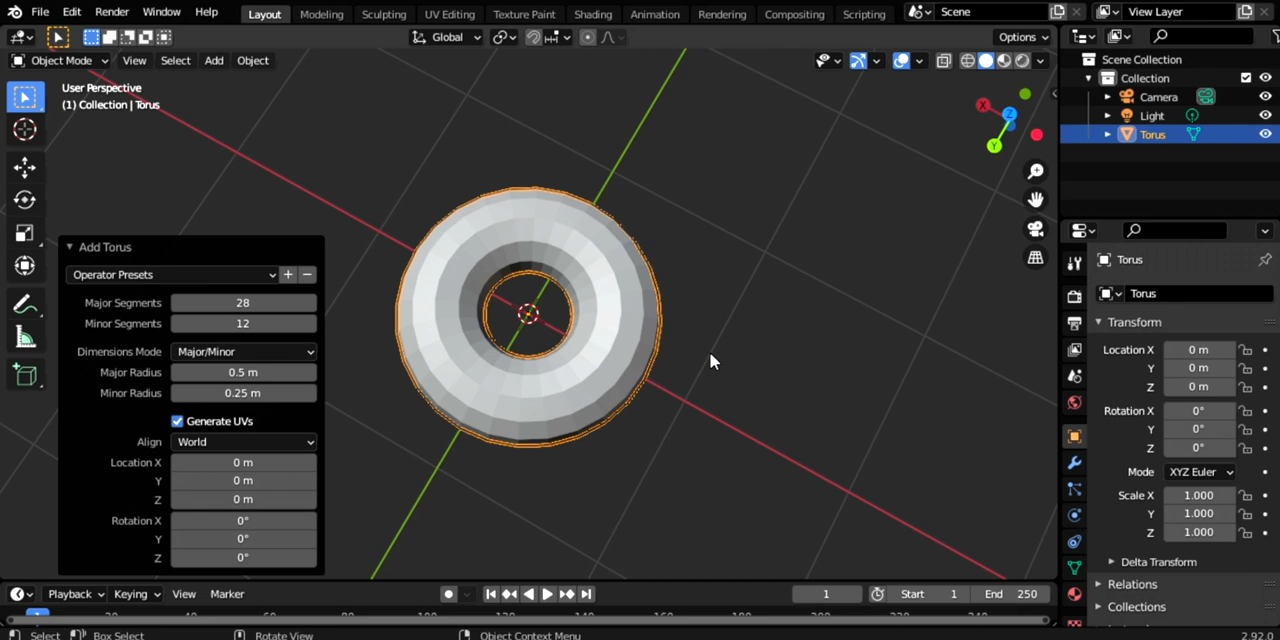 File Edit Render Window Help Layout Modeling Sculpting UV Editing Texture Paint Shading Animation Rendering Compositing Scripting Scene View Layer
Global Options
Object Mode View Select Add Object
User Perspective
(1) Collection | Torus
Scene Collection
Collection
Camera
Light
Torus
X
Y
Z
Add Torus
Operator Presets
Major Segments 28
Minor Segments 12
Dimensions Mode Major/Minor
Major Radius 0.5 m
Minor Radius 0.25 m
Generate UVs
Align World
Location X 0 m
Y 0 m
Z 0 m
Rotation X 0°
Y 0°
Z 0°
Torus
Torus
Transform
Location X 0 m
Y 0 m
Z 0 m
Rotation X 0°
Y 0°
Z 0°
Mode XYZ Euler
Scale X 1.000
Y 1.000
Z 1.000
Delta Transform
Relations
Collections
Playback Keying View Marker 1 Start 1 End 250
Select Box Select Rotate View Object Context Menu 2.92.0